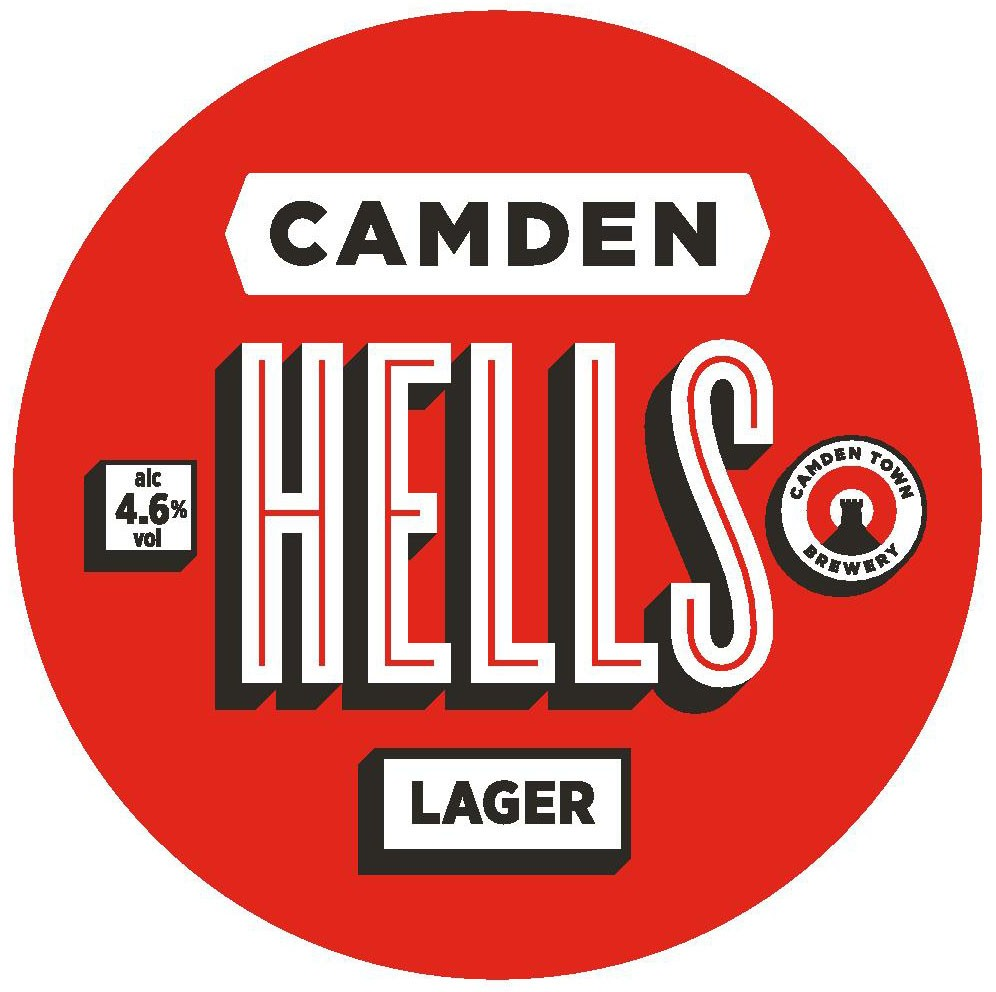 CAMDEN
HELLS
alc
4.6%
vol
CAMDEN TOWN
BREWERY
LAGER